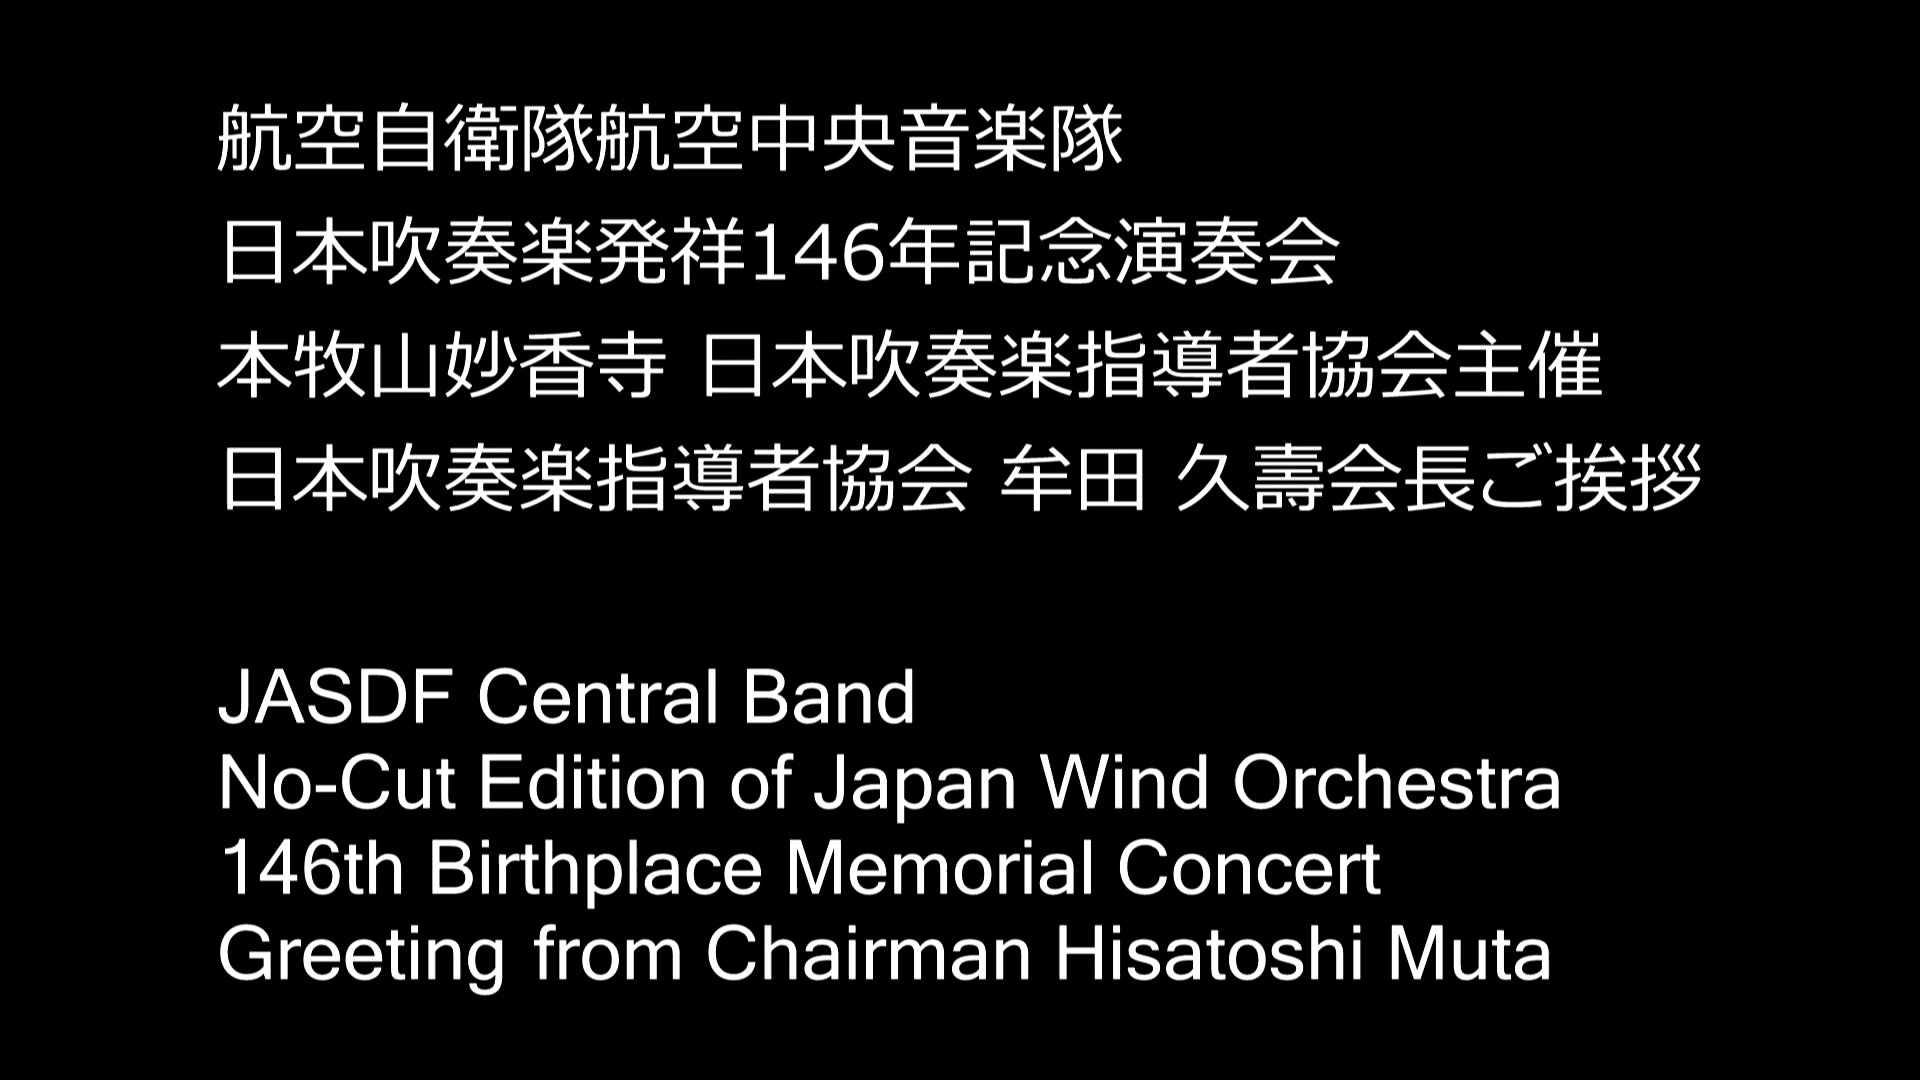 航空自衛隊航空中央音楽隊
日本吹奏楽発祥146年記念演奏会
本牧山妙香寺 日本吹奏楽指導者協会主催
日本吹奏楽指導者協会 牟田 久壽会長ご挨拶
JASDF Central Band
No-Cut Edition of Japan Wind Orchestra
146th Birthplace Memorial Concert
Greeting from Chairman Hisatoshi Muta